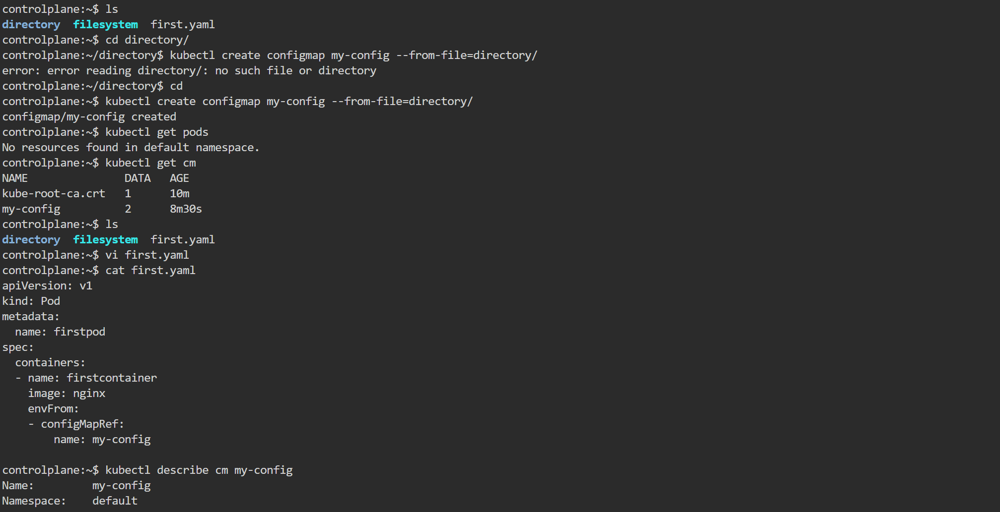 controlplane:~$ ls
directory  filesystem  first.yaml
controlplane:~$ cd directory/
controlplane:~/directory$ kubectl create configmap my-config --from-file=directory/
error: error reading directory/: no such file or directory
controlplane:~/directory$ cd
controlplane:~$ kubectl create configmap my-config --from-file=directory/
configmap/my-config created
controlplane:~$ kubectl get pods
No resources found in default namespace.
controlplane:~$ kubectl get cm
NAME               DATA   AGE
kube-root-ca.crt   1      10m
my-config          2      8m30s
controlplane:~$ ls
directory  filesystem  first.yaml
controlplane:~$ vi first.yaml
controlplane:~$ cat first.yaml
apiVersion: v1
kind: Pod
metadata:
  name: firstpod
spec:
  containers:
  - name: firstcontainer
    image: nginx
    envFrom:
    - configMapRef:
        name: my-config

controlplane:~$ kubectl describe cm my-config
Name:         my-config
Namespace:    default